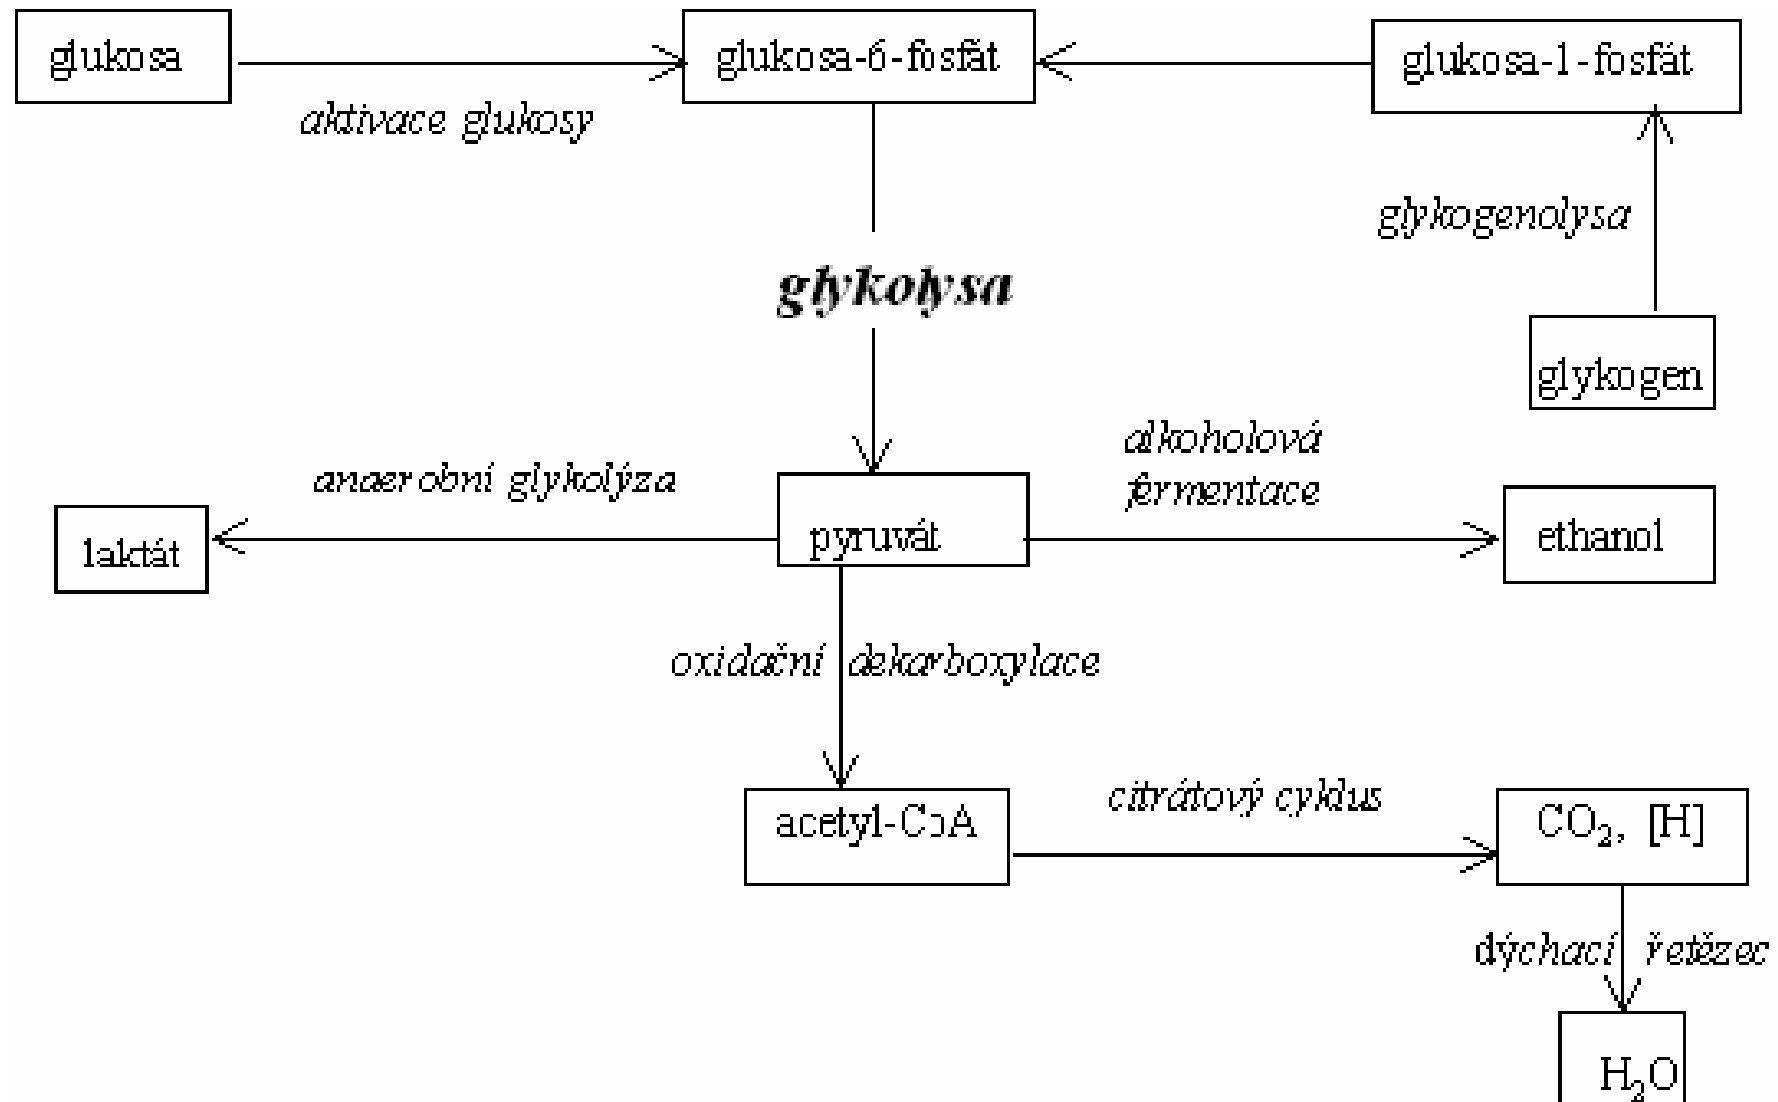 glukosa
glukosa-6-fosfát
glukosa-1-fosfát
aktivace glukosy
glykogenolysa
glykolysa
glykogen
alkoholová
fermentace
anaerobní glykolýza
laktát
pyruvát
ethanol
oxidační dekarboxylace
acetyl-CoA
citrátový cyklus
CO₂, [H]
dýchací řetězec
H₂O